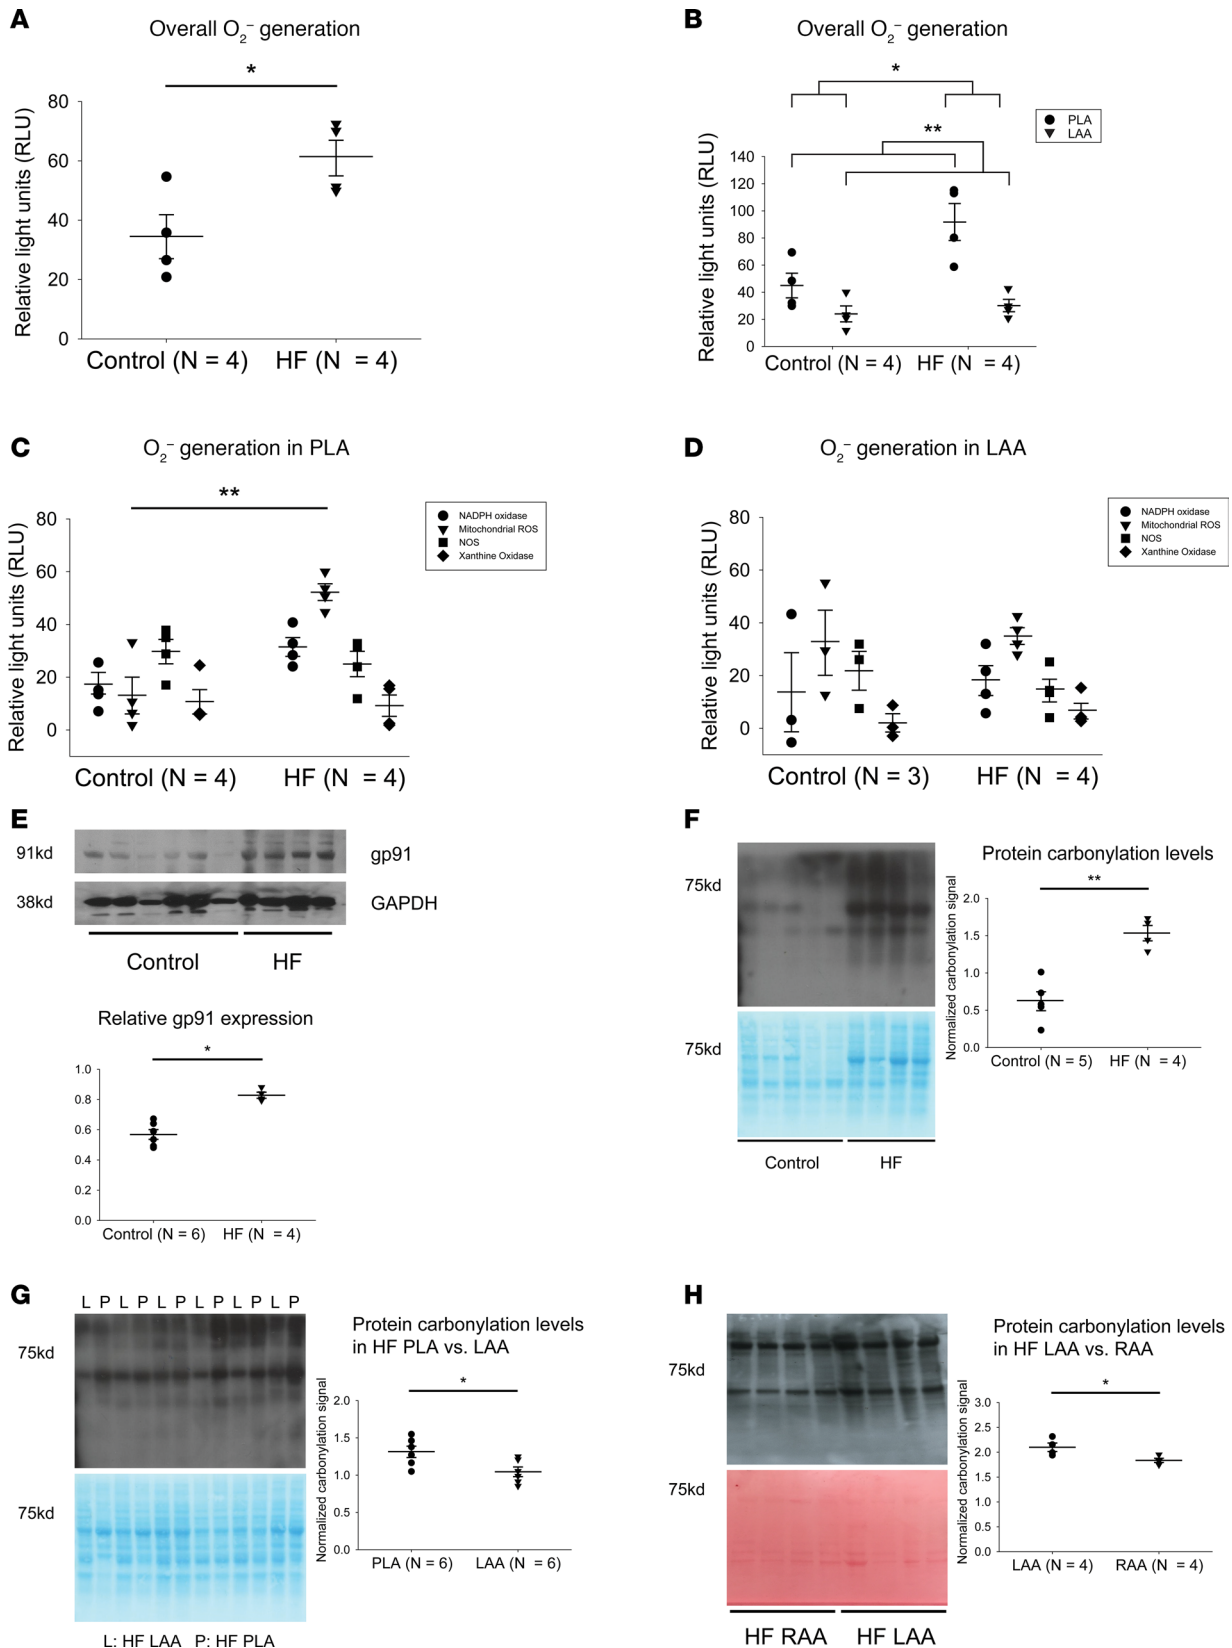 A
Overall O2− generation
*
Relative light units (RLU)
80
60
40
20
0
Control (N = 4)
HF (N = 4)
B
Overall O2− generation
*
**
PLA
LAA
Relative light units (RLU)
140
120
100
80
60
40
20
0
Control (N = 4)
HF (N = 4)
C
O2− generation in PLA
**
NADPH oxidase
Mitochondrial ROS
NOS
Xanthine Oxidase
Relative light units (RLU)
80
60
40
20
0
Control (N = 4)
HF (N = 4)
D
O2− generation in LAA
NADPH oxidase
Mitochondrial ROS
NOS
Xanthine Oxidase
Relative light units (RLU)
80
60
40
20
0
Control (N = 3)
HF (N = 4)
E
91kd
gp91
38kd
GAPDH
Control
HF
Relative gp91 expression
*
1.0
0.8
0.6
0.4
0.2
0.0
Control (N = 6)
HF (N = 4)
F
75kd
75kd
Control
HF
Protein carbonylation levels
**
Normalized carbonylation signal
2.0
1.5
1.0
0.5
0.0
Control (N = 5)
HF (N = 4)
G
L P L P L P L P L P L P
75kd
75kd
L: HF LAA P: HF PLA
Protein carbonylation levels
in HF PLA vs. LAA
*
Normalized carbonylation signal
2.0
1.5
1.0
0.5
0.0
PLA (N = 6)
LAA (N = 6)
H
75kd
75kd
HF RAA
HF LAA
Protein carbonylation levels
in HF LAA vs. RAA
*
Normalized carbonylation signal
3.0
2.5
2.0
1.5
1.0
0.5
0.0
LAA (N = 4)
RAA (N = 4)